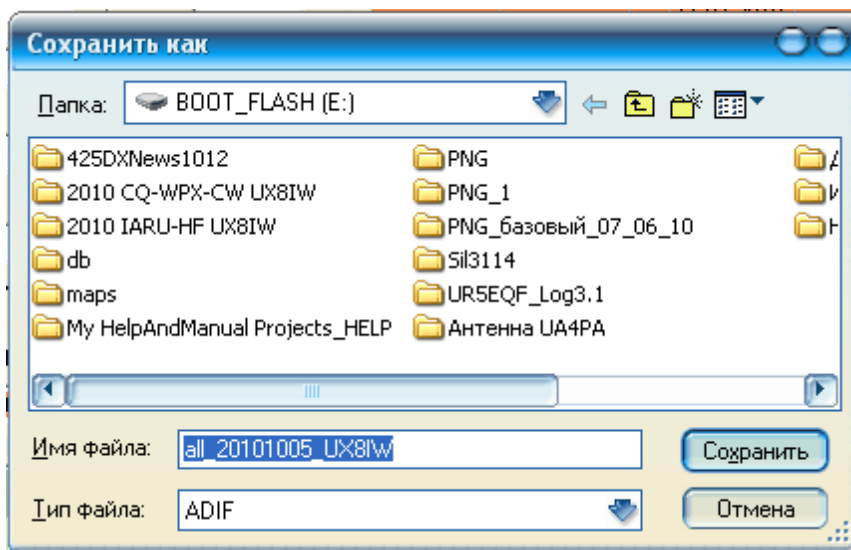 Сохранить как
Папка: BOOT_FLASH (E:)
425DXNews1012
2010 CQ-WPX-CW UX8IW
2010 IARU-HF UX8IW
db
maps
My HelpAndManual Projects_HELP
PNG
PNG_1
PNG_базовый_07_06_10
Sil3114
UR5EQF_Log3.1
Антенна UA4PA
Имя файла: all_20101005_UX8IW
Сохранить
Тип файла: ADIF
Отмена